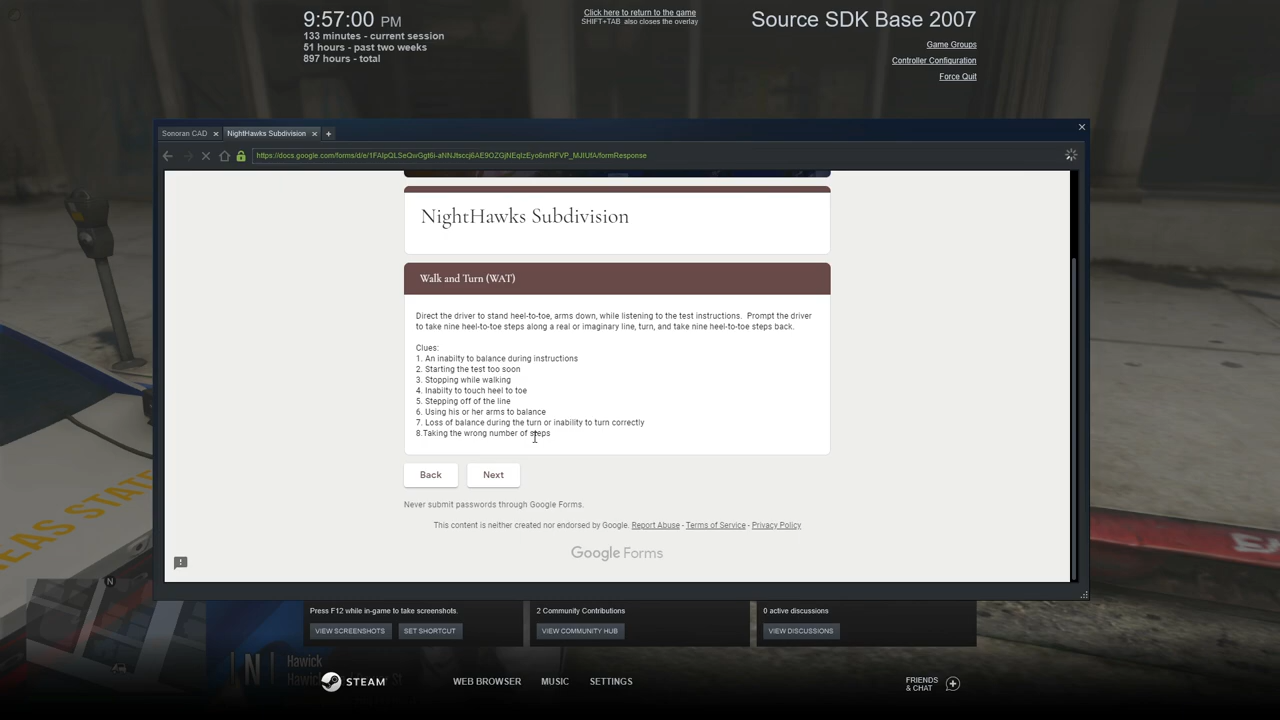 9:57:00 PM
133 minutes - current session
51 hours - past two weeks
897 hours - total
Click here to return to the game
SHIFT+TAB also closes the overlay
Source SDK Base 2007
Game Groups
Controller Configuration
Force Quit
Sonoran CAD
NightHawks Subdivision
NightHawks Subdivision
Walk and Turn (WAT)
Direct the driver to stand heel-to-toe, arms down, while listening to the test instructions. Prompt the driver
to take nine heel-to-toe steps along a real or imaginary line, turn, and take nine heel-to-toe steps back.
Clues:
1. An inabilty to balance during instructions
2. Starting the test too soon
3. Stopping while walking
4. Inabilty to touch heel to toe
5. Stepping off of the line
6. Using his or her arms to balance
7. Loss of balance during the turn or inability to turn correctly
8.Taking the wrong number of steps
Back
Next
Never submit passwords through Google Forms.
This content is neither created nor endorsed by Google. Report Abuse - Terms of Service - Privacy Policy
Google Forms
EAS STATE
N
Press F12 while in-game to take screenshots.
VIEW SCREENSHOTS
SET SHORTCUT
2 Community Contributions
VIEW COMMUNITY HUB
0 active discussions
VIEW DISCUSSIONS
N
Hawick
Hawick
STEAM
WEB BROWSER
MUSIC
SETTINGS
FRIENDS
& CHAT